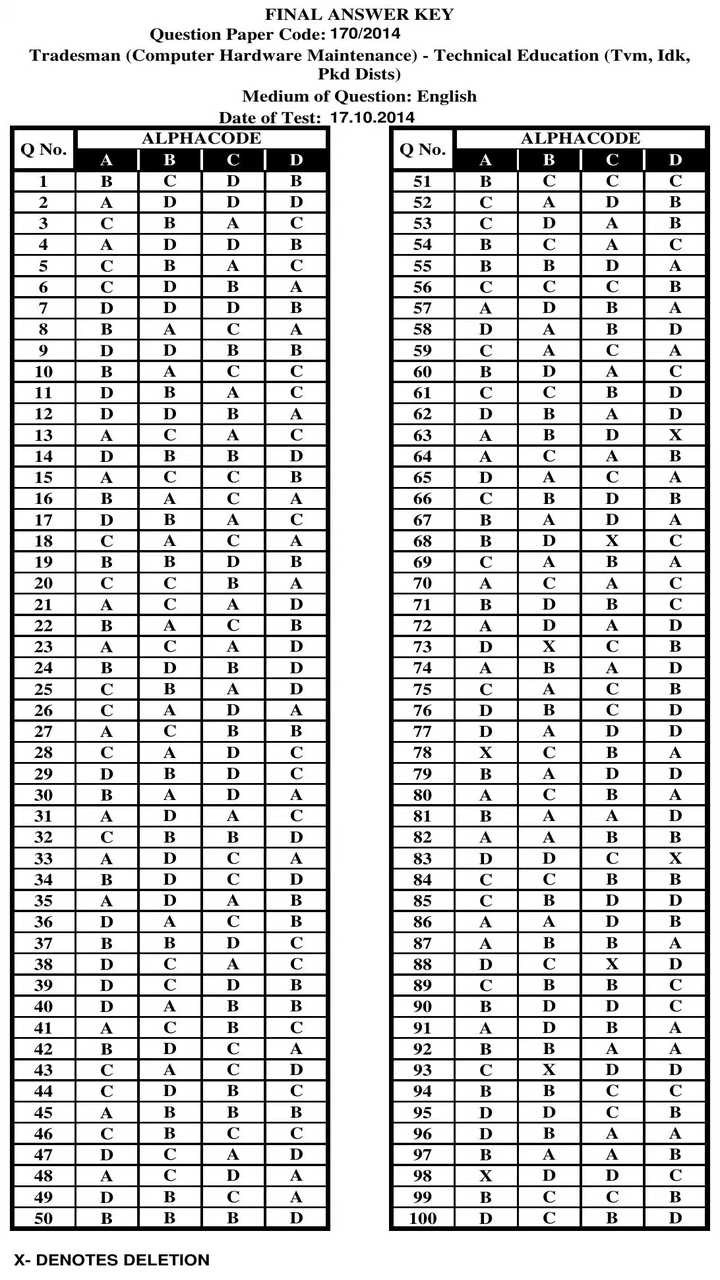 FINAL ANSWER KEY
Question Paper Code: 170/2014
Tradesman (Computer Hardware Maintenance) - Technical Education (Tvm, Idk,
Pkd Dists)
Medium of Question: English
Date of Test: 17.10.2014
Q No. ALPHACODE
A B C D
1 B C D B
2 A D D D
3 C B A C
4 A D D B
5 C B A C
6 C D B A
7 D D D B
8 B A C A
9 D D B B
10 B A C C
11 D B A C
12 D D B A
13 A C A C
14 D B B D
15 A C C B
16 B A C A
17 D B A C
18 C A C A
19 B B D B
20 C C B A
21 A C A D
22 B A C B
23 A C A D
24 B D B D
25 C B A D
26 C A D A
27 A C B B
28 C A D C
29 D B D C
30 B A D A
31 A D A C
32 C B B D
33 A D C A
34 B D C D
35 A D A B
36 D A C B
37 B B D C
38 D C A C
39 D C D B
40 D A B B
41 A C B C
42 B D C A
43 C A C D
44 C D B C
45 A B B B
46 C B C C
47 D C A D
48 A C D A
49 D B C A
50 B B B D
Q No. ALPHACODE
A B C D
51 B C C C
52 C A D B
53 C D A B
54 B C A C
55 B B D A
56 C C C B
57 A D B A
58 D A B D
59 C A C A
60 B D A C
61 C C B D
62 D B A D
63 A B D X
64 A C A B
65 D A C A
66 C B D B
67 B A D A
68 B D X C
69 C A B A
70 A C A C
71 B D B C
72 A D A D
73 D X C B
74 A B A D
75 C A C B
76 D B C D
77 D A D D
78 X C B A
79 B A D D
80 A C B A
81 B A A D
82 A A B B
83 D D C X
84 C C B B
85 C B D D
86 A A D B
87 A B B A
88 D C X D
89 C B B C
90 B D D C
91 A D B A
92 B B A A
93 C X D D
94 B B C C
95 D D C B
96 D B A A
97 B A A B
98 X D D C
99 B C C B
100 D C B D
X- DENOTES DELETION